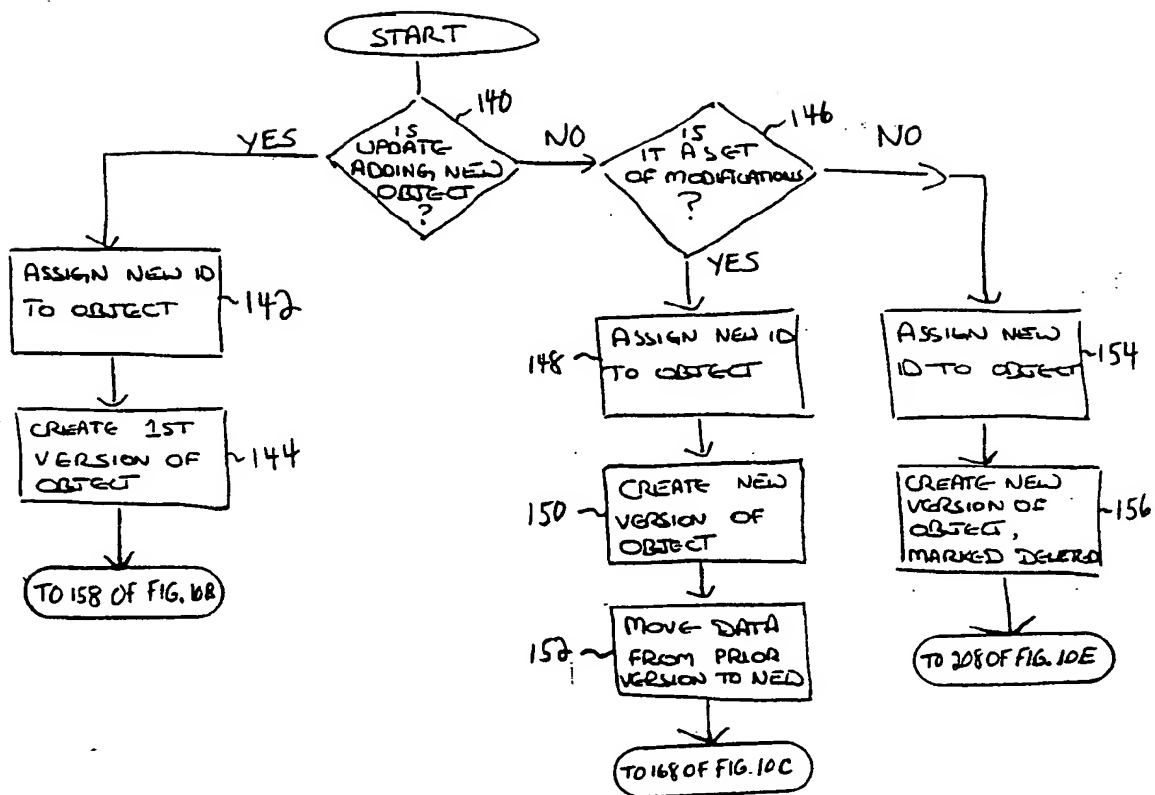 START
140
IS
UPDATE
ADDING NEW
OBJECT
?
YES
NO
146
IS
IT A SET
OF MODIFICATIONS
?
NO
YES
ASSIGN NEW ID
TO OBJECT
142
CREATE 1ST
VERSION OF
OBJECT
144
TO 158 OF FIG. 10B
148
ASSIGN NEW ID
TO OBJECT
150
CREATE NEW
VERSION OF
OBJECT
152
MOVE DATA
FROM PRIOR
VERSION TO NEW
TO 168 OF FIG. 10C
ASSIGN NEW
ID TO OBJECT
154
CREATE NEW
VERSION OF
OBJECT,
MARKED DELETED
156
TO 208 OF FIG. 10E